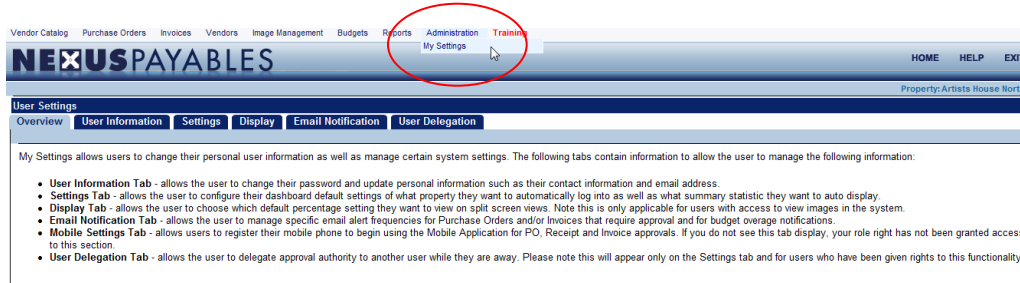 Vendor Catalog Purchase Orders Invoices Vendors Image Management Budgets Reports Administration Training
My Settings
NEXUSPAYABLES
HOME HELP EXIT
Property: Artists House Nort
User Settings
Overview User Information Settings Display Email Notification User Delegation
My Settings allows users to change their personal user information as well as manage certain system settings. The following tabs contain information to allow the user to manage the following information:
• User Information Tab - allows the user to change their password and update personal information such as their contact information and email address.
• Settings Tab - allows the user to configure their dashboard default settings of what property they want to automatically log into as well as what summary statistic they want to auto display.
• Display Tab - allows the user to choose which default percentage setting they want to view on split screen views. Note this is only applicable for users with access to view images in the system.
• Email Notification Tab - allows the user to manage specific email alert frequencies for Purchase Orders and/or Invoices that require approval and for budget overage notifications.
• Mobile Settings Tab - allows users to register their mobile phone to begin using the Mobile Application for PO, Receipt and Invoice approvals. If you do not see this tab display, your role right has not been granted access
to this section.
• User Delegation Tab - allows the user to delegate approval authority to another user while they are away. Please note this will appear only on the Settings tab and for users who have been given rights to this functionality